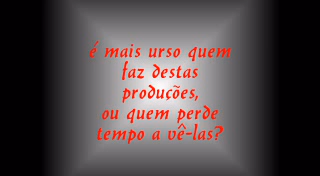 é mais urso quem
faz destas
produções,
ou quem perde
tempo a vê-las?